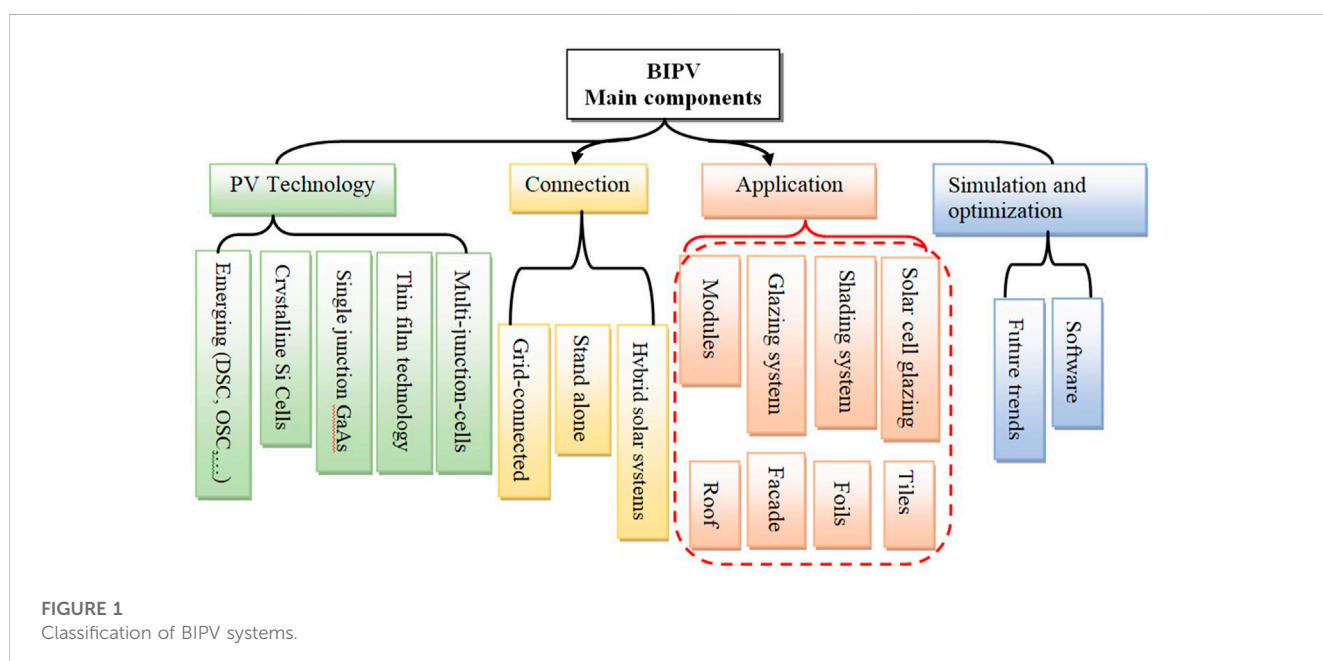 BIPV
Main components
PV Technology
Connection
Application
Simulation and
optimization
Emerging (DSC, OSC,....)
Crystalline Si Cells
Single junction GaAs
Thin film technology
Multi-junction-cells
Grid-connected
Stand alone
Hybrid solar systems
Modules
Glazing system
Shading system
Solar cell glazing
Roof
Facade
Foils
Tiles
Future trends
Software
FIGURE 1
Classification of BIPV systems.